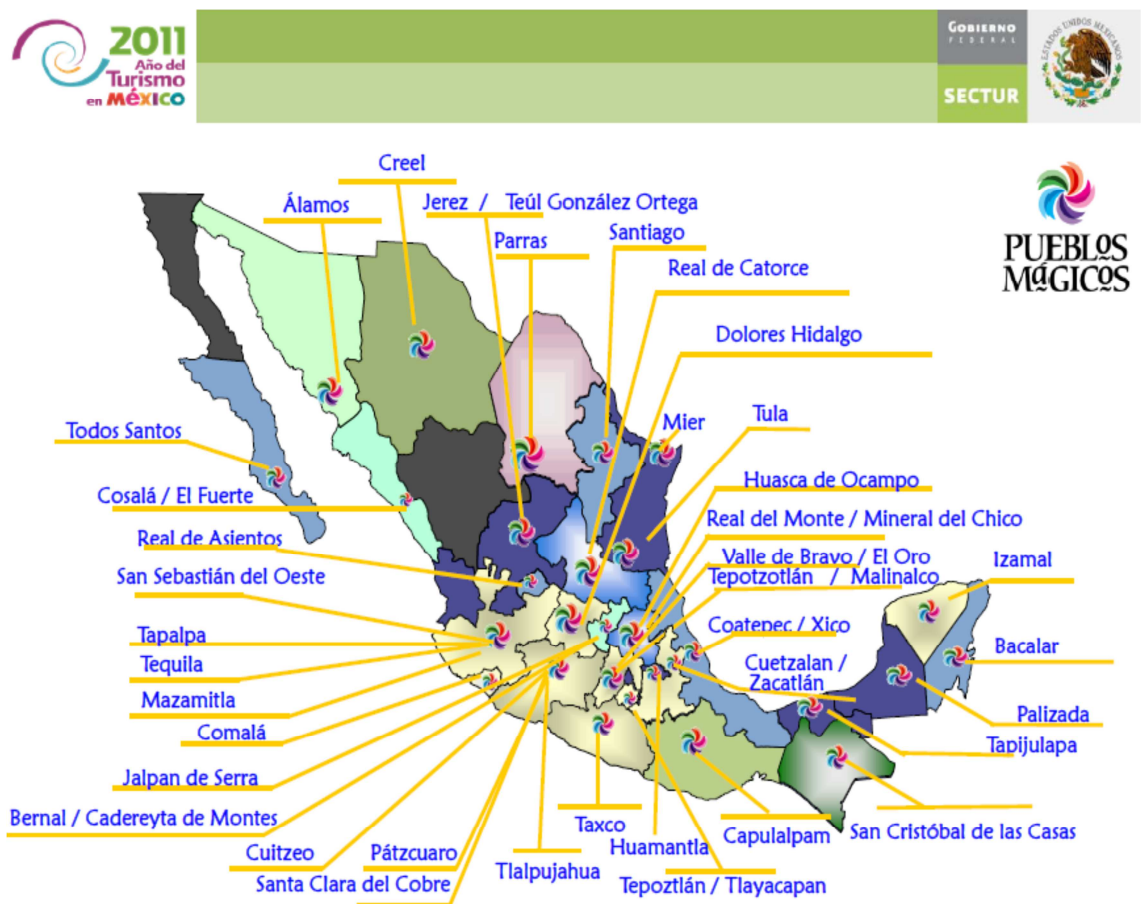 2011
Año del
Turismo
en México
GOBIERNO
FEDERAL
SECTUR
ESTADOS UNIDOS MEXICANOS
PUEBLOS
MÁGICOS
Creel
Álamos
Jerez / Teúl González Ortega
Parras
Santiago
Real de Catorce
Dolores Hidalgo
Mier
Tula
Todos Santos
Cosalá / El Fuerte
Huasca de Ocampo
Real de Asientos
Real del Monte / Mineral del Chico
San Sebastián del Oeste
Valle de Bravo / El Oro
Tepotzotlán / Malinalco
Izamal
Tapalpa
Coatepec / Xico
Tequila
Cuetzalan /
Zacatlán
Bacalar
Mazamitla
Palizada
Comalá
Tapijulapa
Jalpan de Serra
Bernal / Cadereyta de Montes
Taxco
Capulalpam
San Cristóbal de las Casas
Cuitzeo
Pátzcuaro
Huamantla
Tlalpujahua
Santa Clara del Cobre
Tepoztlán / Tlayacapan